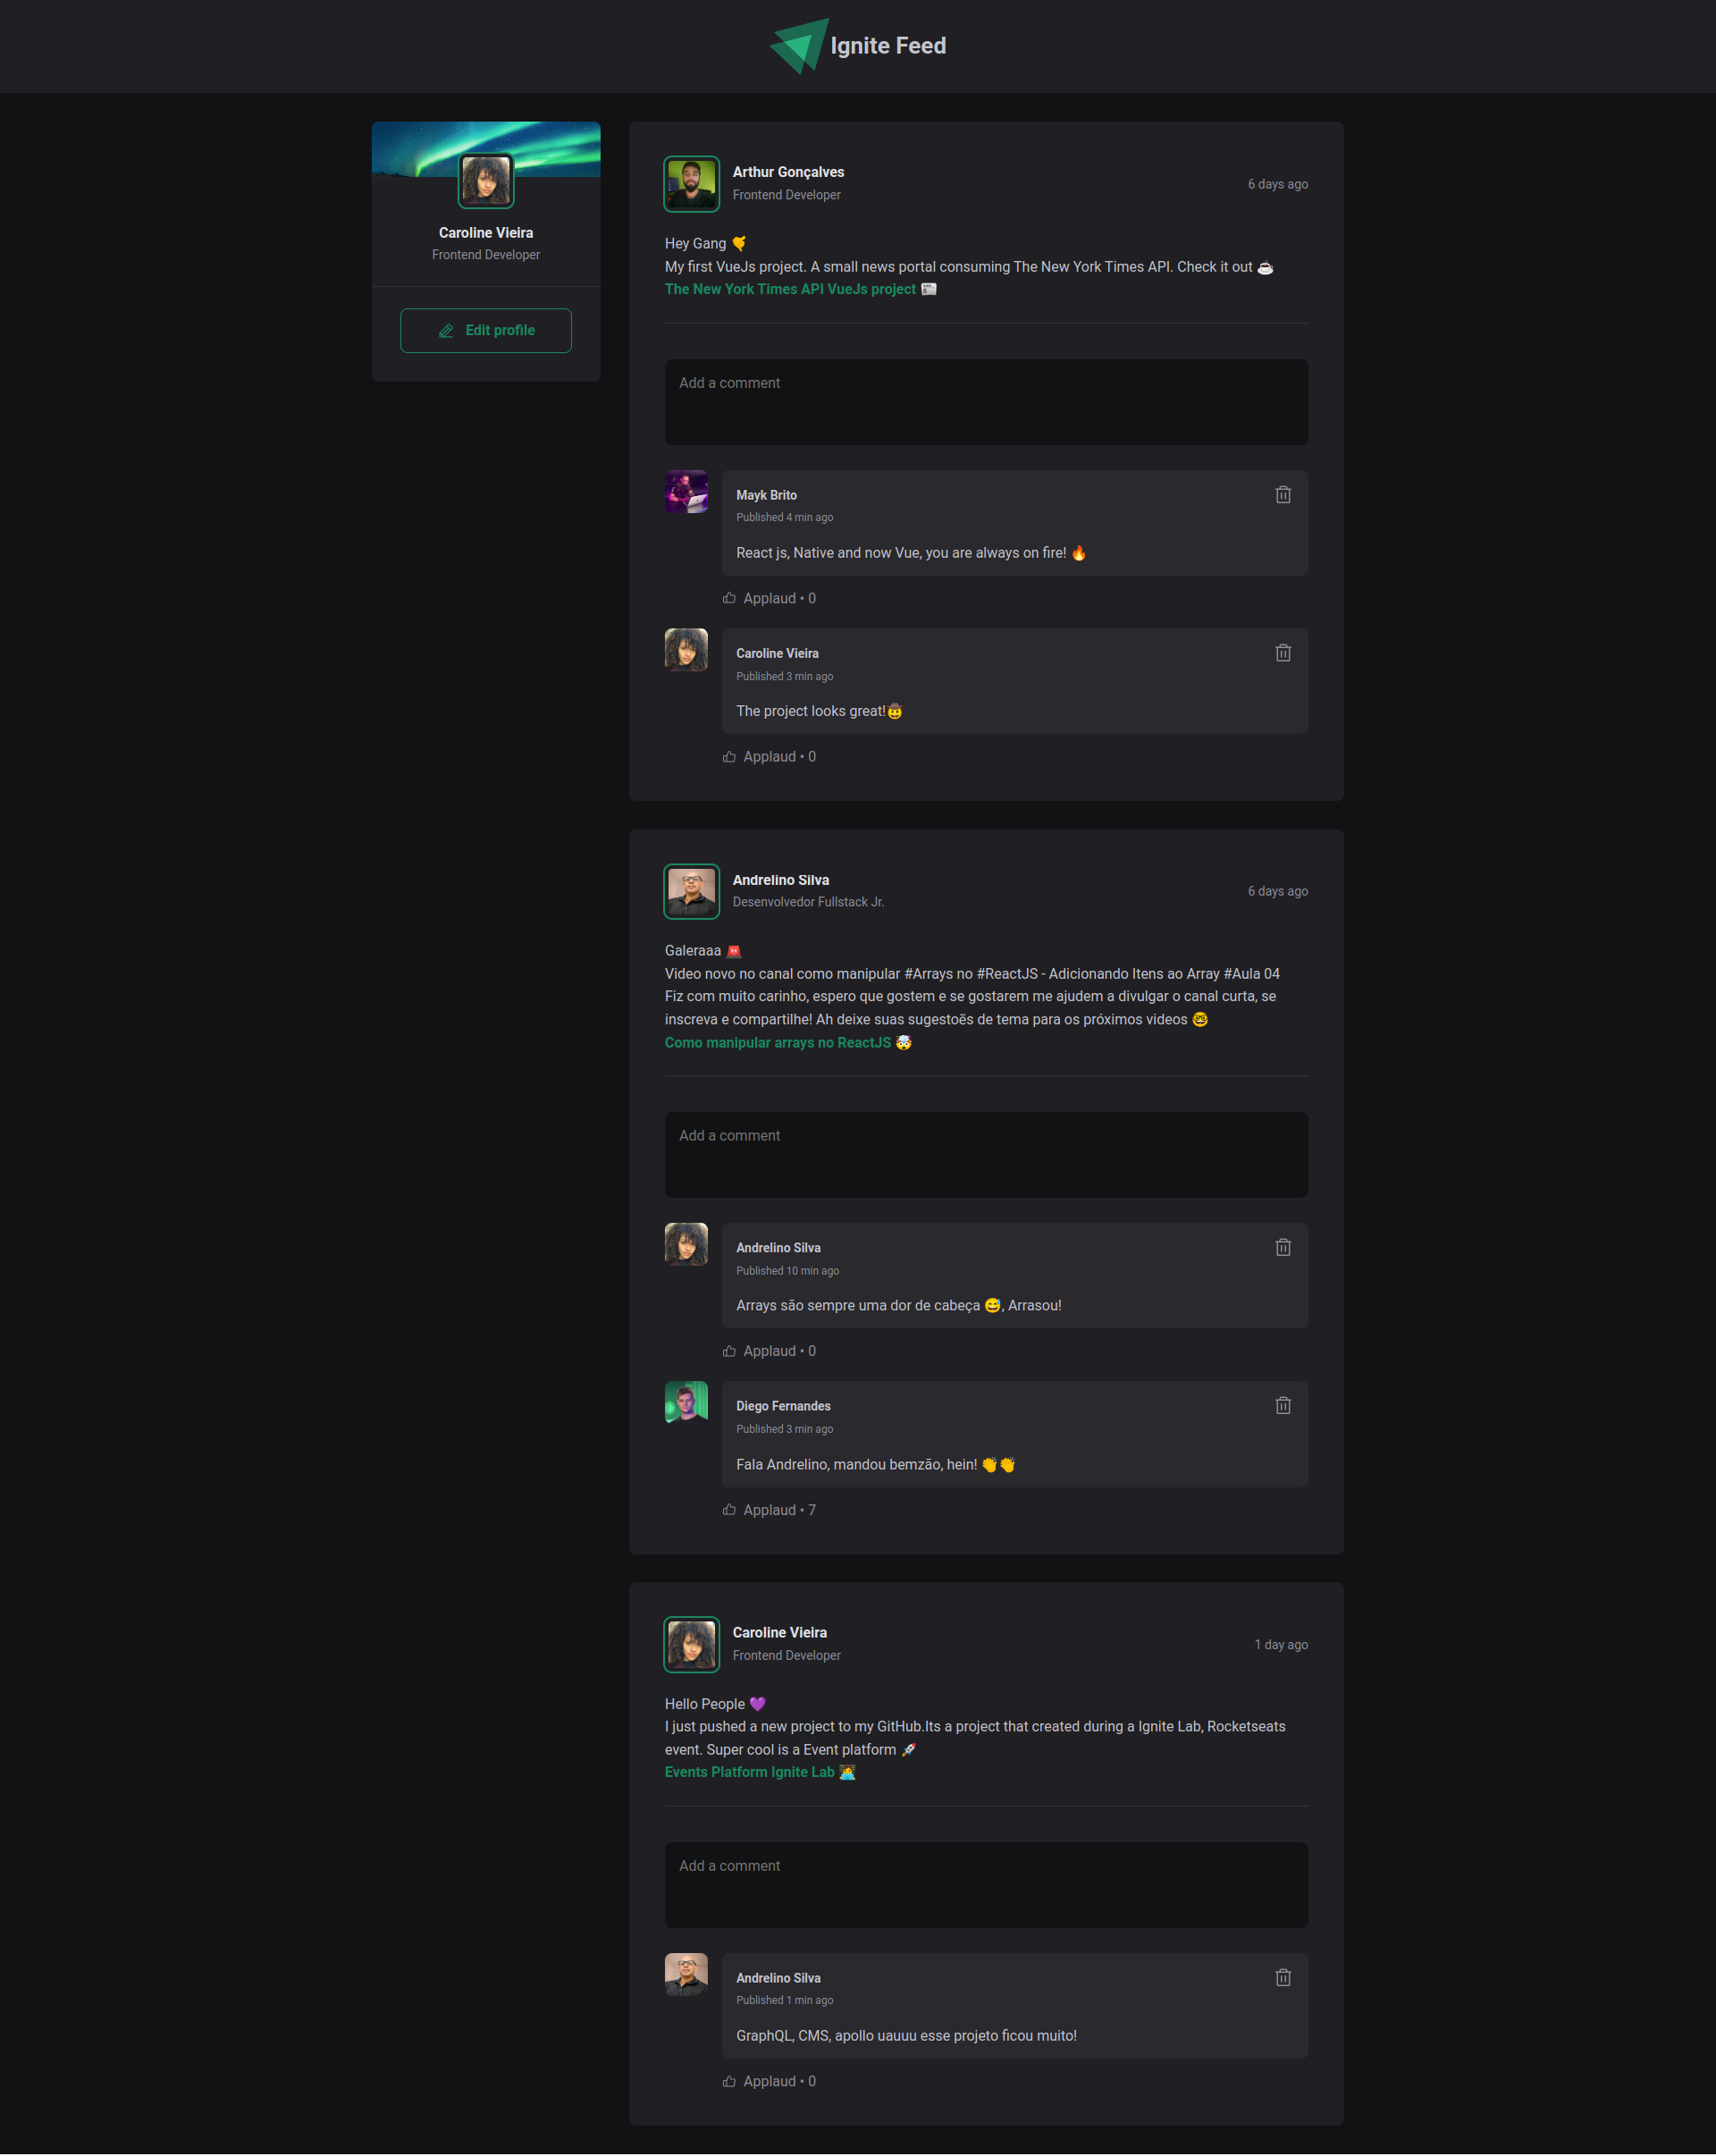 Ignite Feed
Caroline Vieira
Frontend Developer
Edit profile
Arthur Gonçalves
Frontend Developer
6 days ago
Hey Gang 🤙
My first VueJs project. A small news portal consuming The New York Times API. Check it out ☕
The New York Times API VueJs project 📰
Add a comment
Mayk Brito
Published 4 min ago
React js, Native and now Vue, you are always on fire! 🔥
Applaud • 0
Caroline Vieira
Published 3 min ago
The project looks great!🤠
Applaud • 0
Andrelino Silva
Desenvolvedor Fullstack Jr.
6 days ago
Galeraaa 🚨
Video novo no canal como manipular #Arrays no #ReactJS - Adicionando Itens ao Array #Aula 04
Fiz com muito carinho, espero que gostem e se gostarem me ajudem a divulgar o canal curta, se
inscreva e compartilhe! Ah deixe suas sugestoẽs de tema para os próximos videos 🤓
Como manipular arrays no ReactJS 🤯
Add a comment
Andrelino Silva
Published 10 min ago
Arrays são sempre uma dor de cabeça 😅, Arrasou!
Applaud • 0
Diego Fernandes
Published 3 min ago
Fala Andrelino, mandou bemzão, hein! 👏👏
Applaud • 7
Caroline Vieira
Frontend Developer
1 day ago
Hello People 💜
I just pushed a new project to my GitHub.Its a project that created during a Ignite Lab, Rocketseats
event. Super cool is a Event platform 🚀
Events Platform Ignite Lab 👩‍💻
Add a comment
Andrelino Silva
Published 1 min ago
GraphQL, CMS, apollo uauuu esse projeto ficou muito!
Applaud • 0